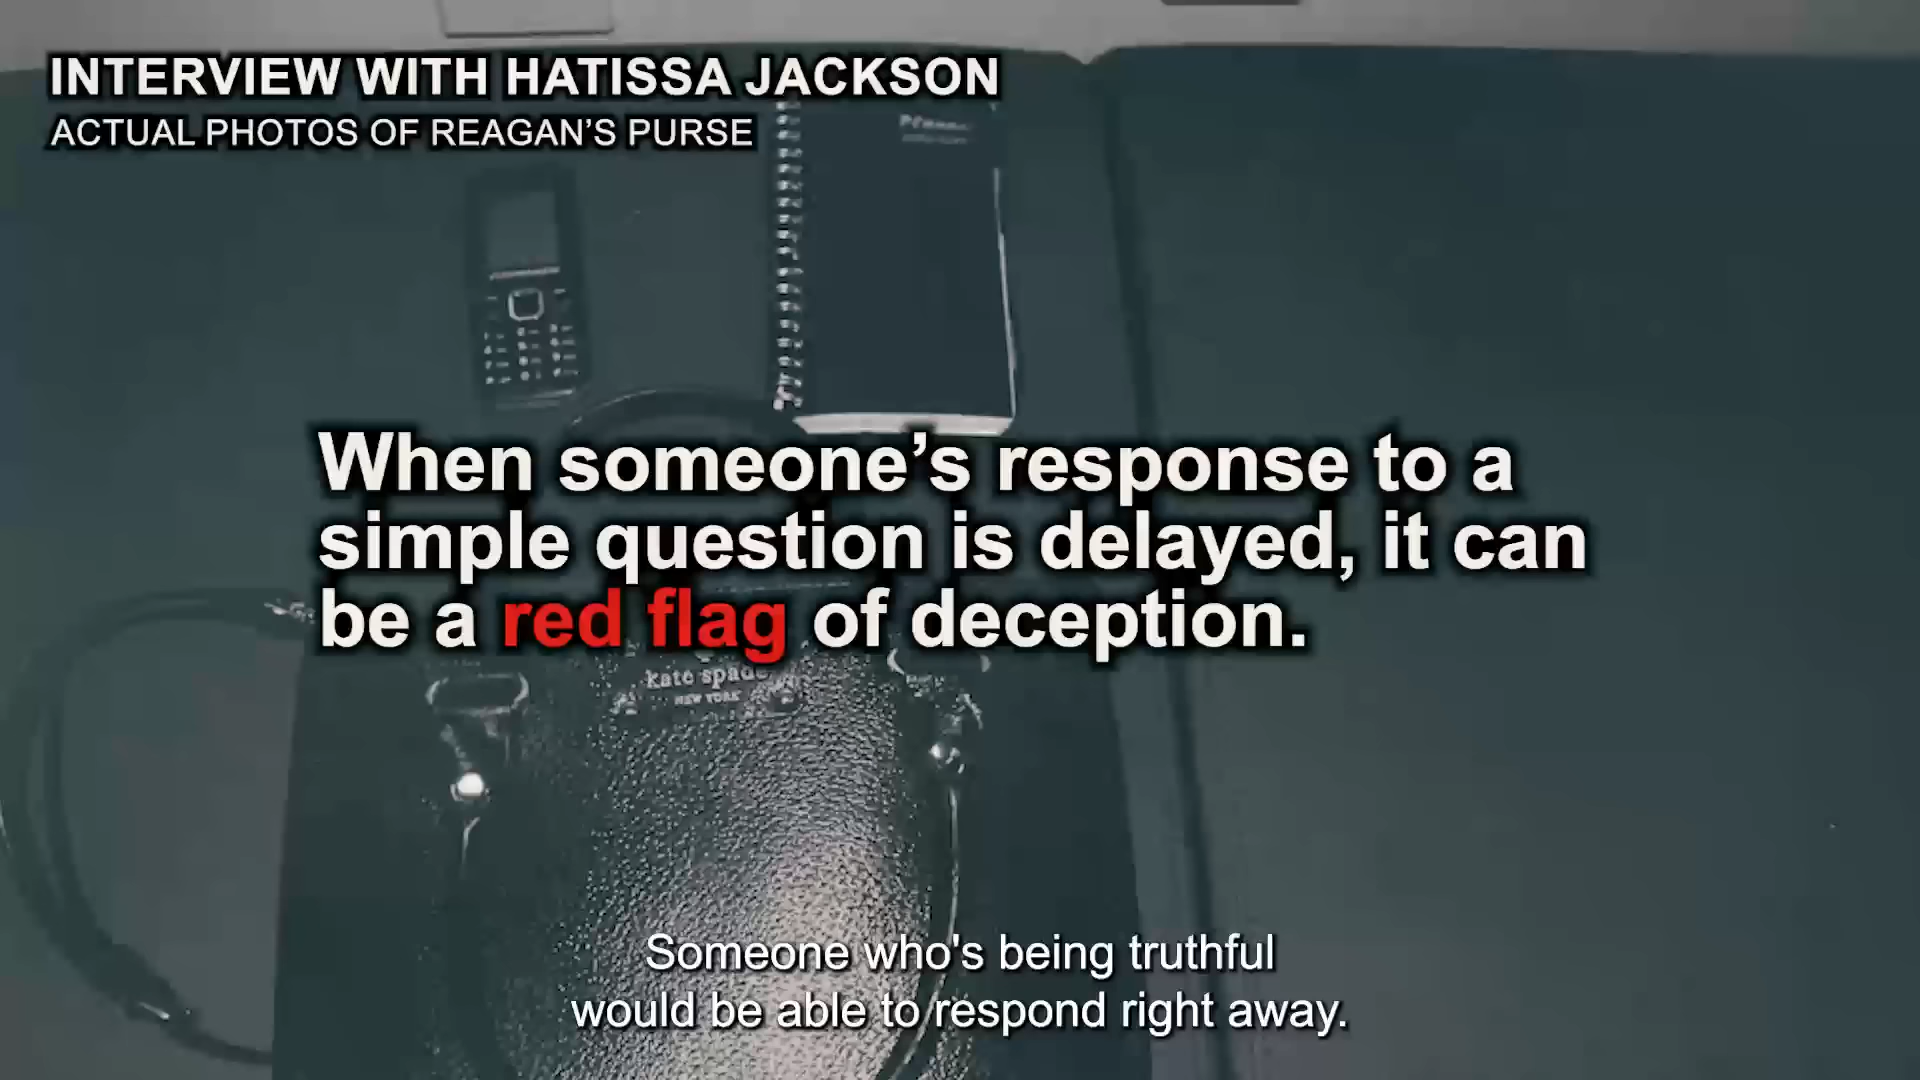 INTERVIEW WITH HATISSA JACKSON
ACTUAL PHOTOS OF REAGAN’S PURSE
When someone’s response to a
simple question is delayed, it can
be a red flag of deception.
kate spade
NEW YORK
Someone who's being truthful
would be able to respond right away.